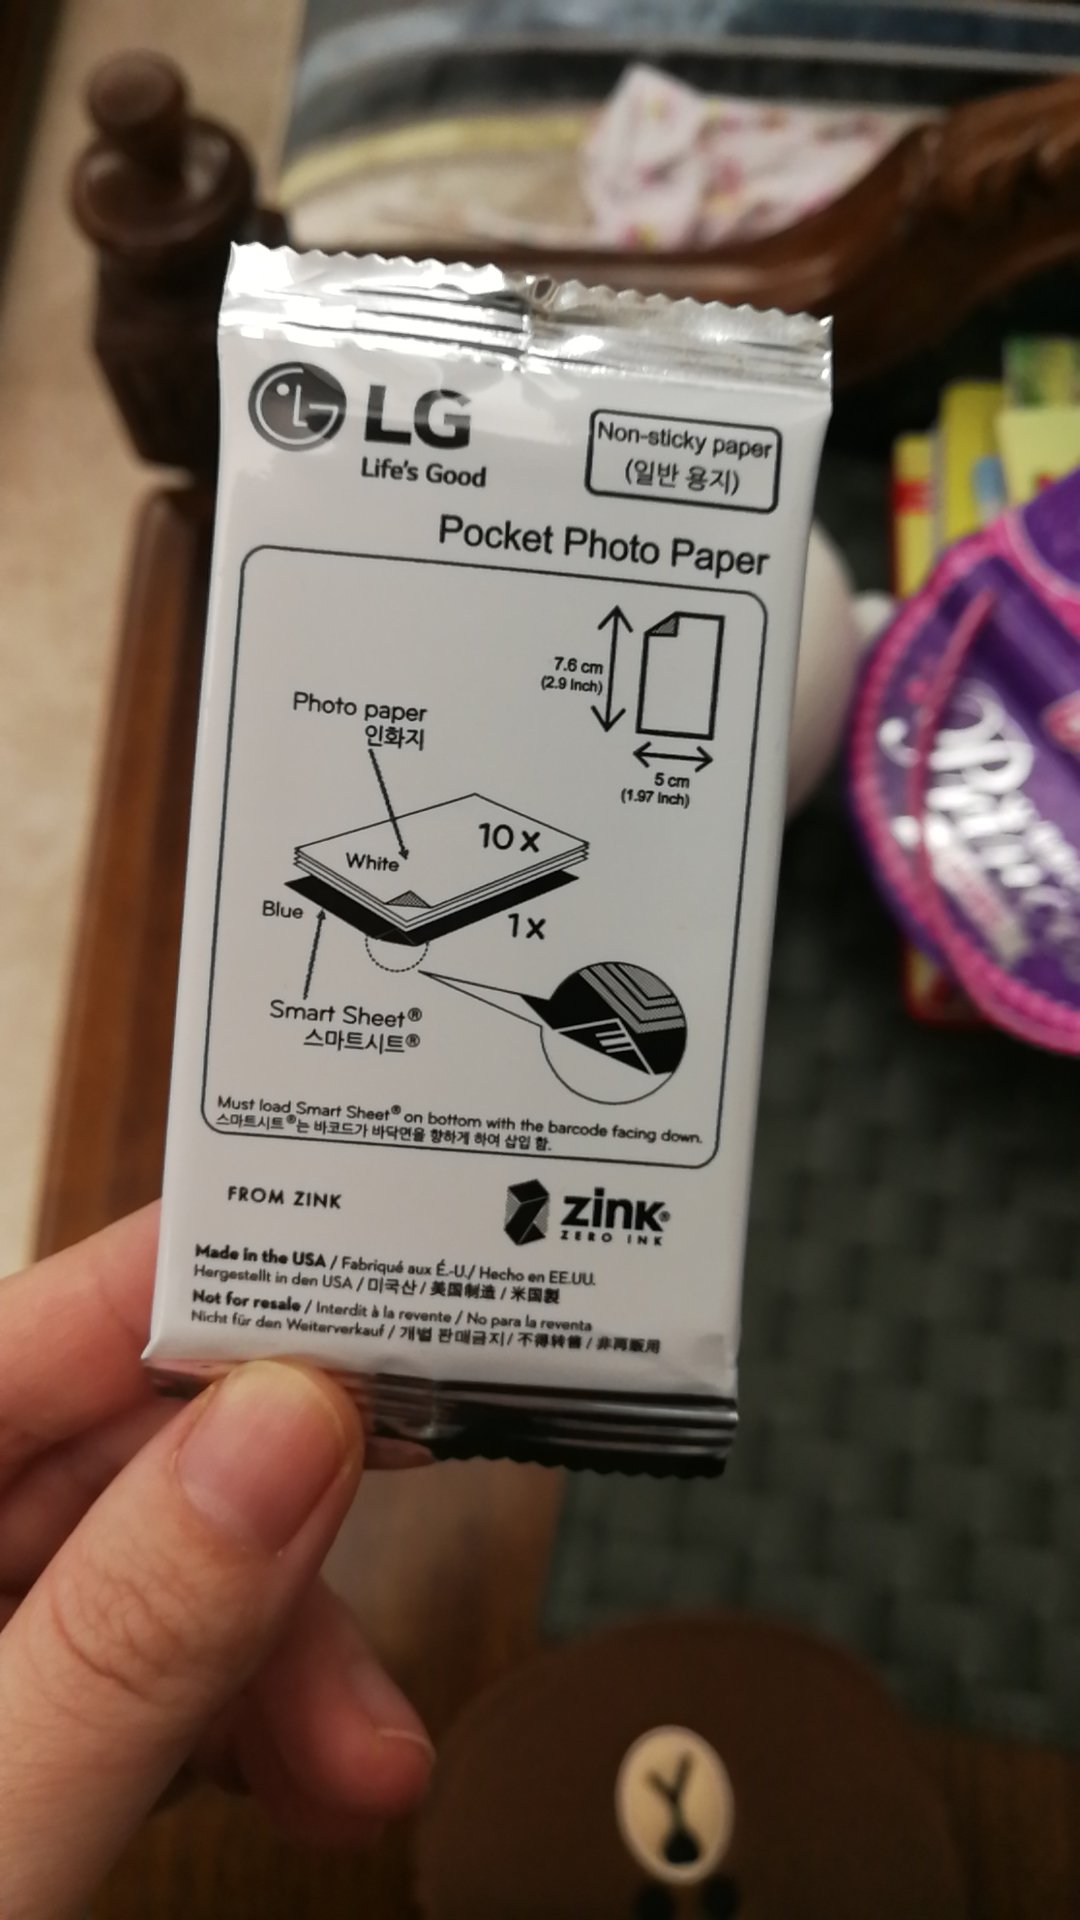 LG
Life's Good
Non-sticky paper
(일반 용지)
Pocket Photo Paper
7.6 cm
(2.9 Inch)
5 cm
(1.97 Inch)
Photo paper
인화지
10 x
White
Blue
1 x
Smart Sheet®
스마트시트®
Must load Smart Sheet® on bottom with the barcode facing down.
스마트시트®는 바코드가 바닥면을 향하게 하여 삽입 함.
FROM ZINK
zink®
ZERO INK
Made in the USA / Fabriqué aux É.-U./ Hecho en EE.UU.
Hergestellt in den USA / 미국산 / 美国制造 / 米国製
Not for resale / Interdit à la revente / No para la reventa
Nicht für den Weiterverkauf / 개별 판매금지 / 不得转售 / 非再販用